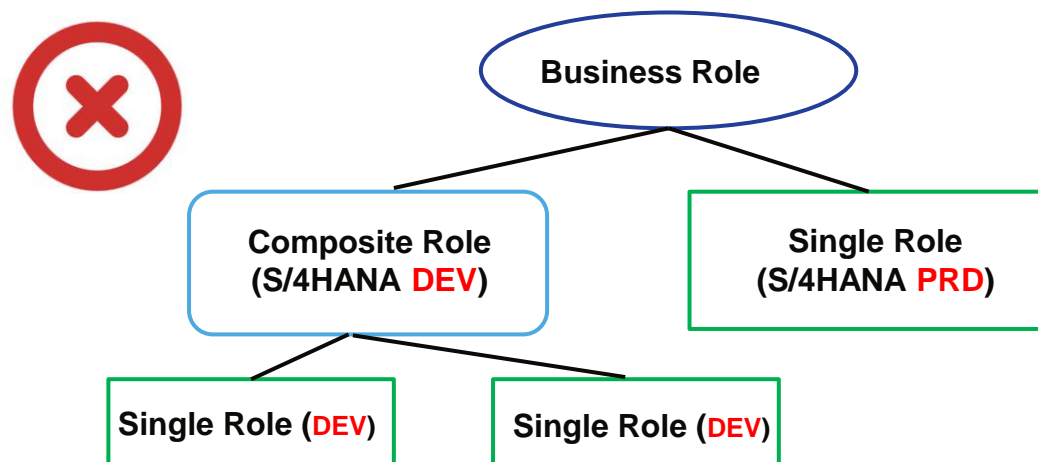 Business Role
Composite Role
(S/4HANA DEV)
Single Role
(S/4HANA PRD)
Single Role (DEV)
Single Role (DEV)